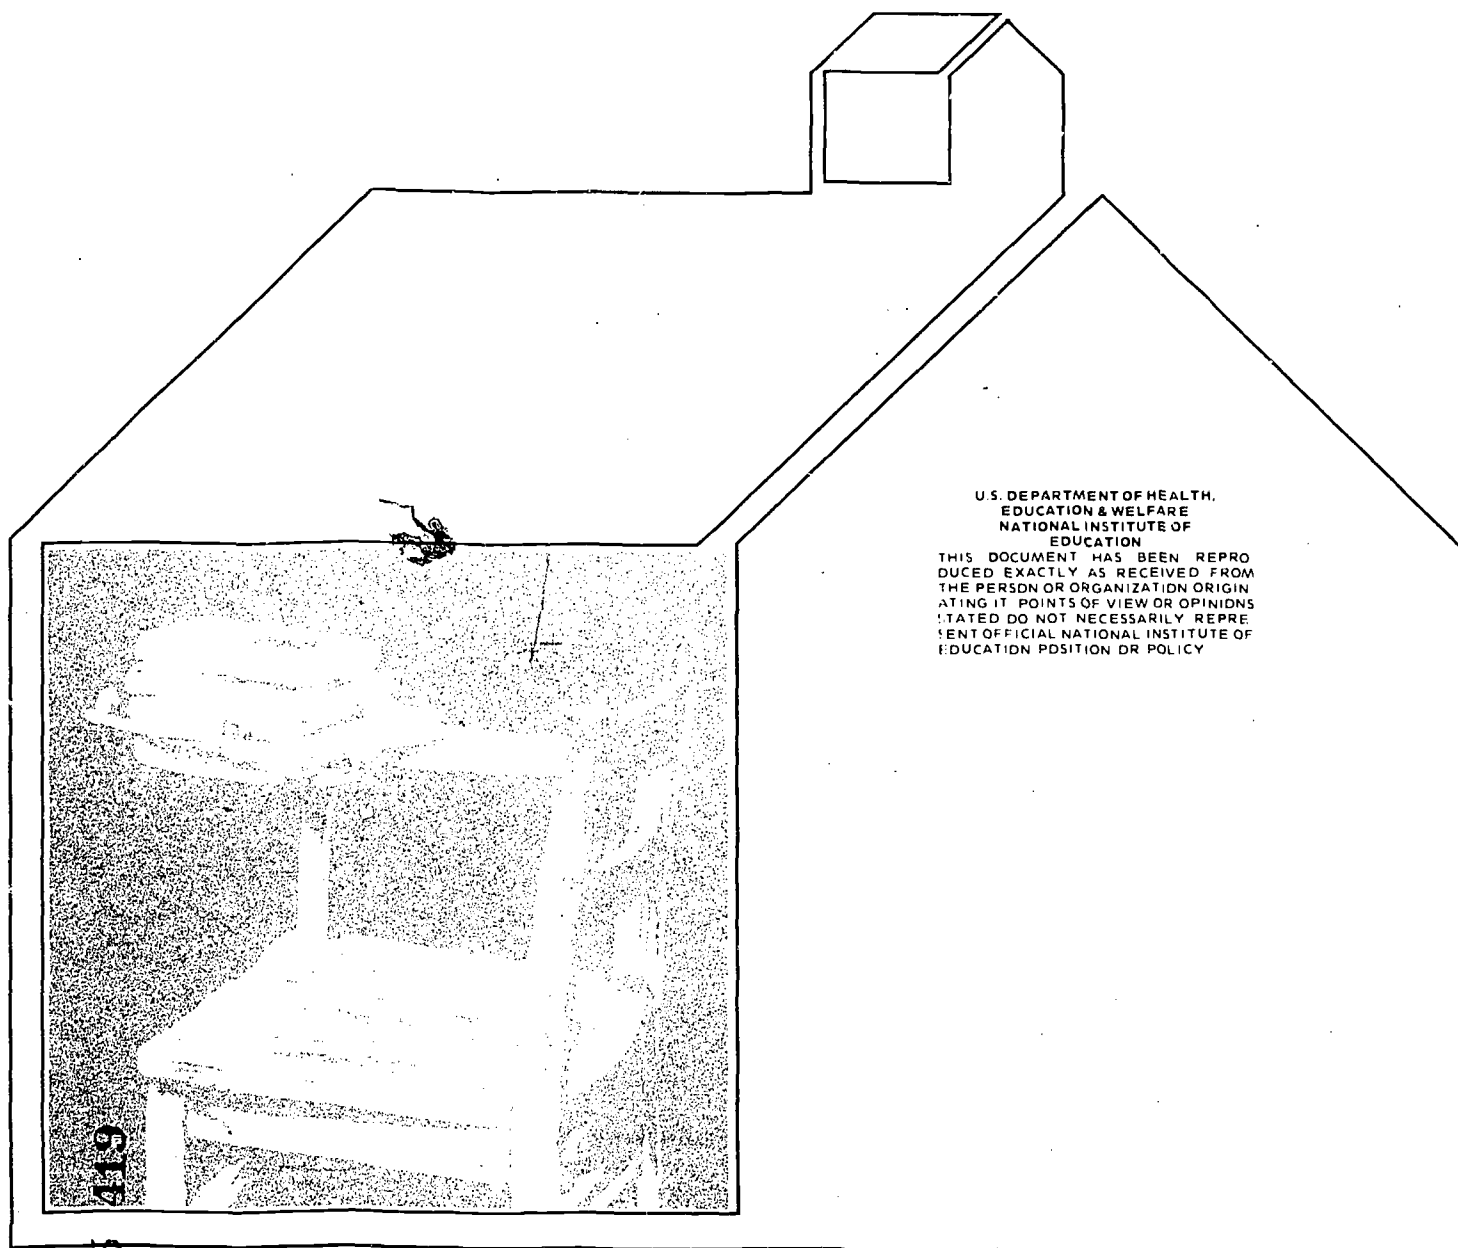 U.S. DEPARTMENT OF HEALTH,
EDUCATION & WELFARE
NATIONAL INSTITUTE OF
EDUCATION
THIS DOCUMENT HAS BEEN REPRO
DUCED EXACTLY AS RECEIVED FROM
THE PERSON OR ORGANIZATION ORIGIN
ATING IT POINTS OF VIEW OR OPINIONS
STATED DO NOT NECESSARILY REPRE
SENT OFFICIAL NATIONAL INSTITUTE OF
EDUCATION POSITION OR POLICY
419